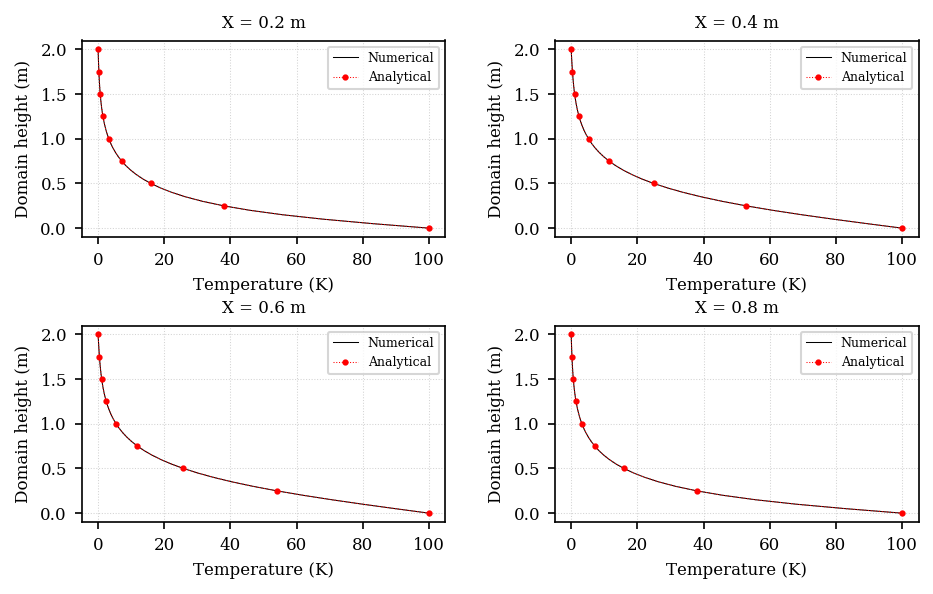 X = 0.2 m
Domain height (m)
2.0
1.5
1.0
0.5
0.0
Numerical
Analytical
0 20 40 60 80 100
Temperature (K)
X = 0.4 m
Domain height (m)
2.0
1.5
1.0
0.5
0.0
Numerical
Analytical
0 20 40 60 80 100
Temperature (K)
X = 0.6 m
Domain height (m)
2.0
1.5
1.0
0.5
0.0
Numerical
Analytical
0 20 40 60 80 100
Temperature (K)
X = 0.8 m
Domain height (m)
2.0
1.5
1.0
0.5
0.0
Numerical
Analytical
0 20 40 60 80 100
Temperature (K)